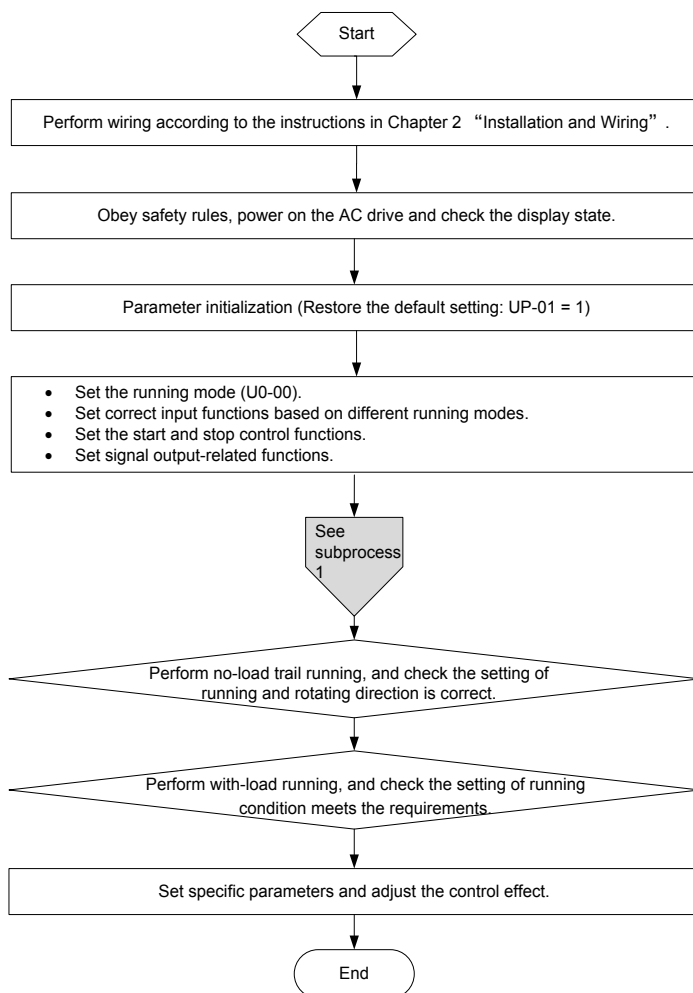 Start
Perform wiring according to the instructions in Chapter 2 “Installation and Wiring”.
Obey safety rules, power on the AC drive and check the display state.
Parameter initialization (Restore the default setting: UP-01 = 1)
• Set the running mode (U0-00).
• Set correct input functions based on different running modes.
• Set the start and stop control functions.
• Set signal output-related functions.
See
subprocess
1
Perform no-load trail running, and check the setting of
running and rotating direction is correct.
Perform with-load running, and check the setting of running
condition meets the requirements.
Set specific parameters and adjust the control effect.
End